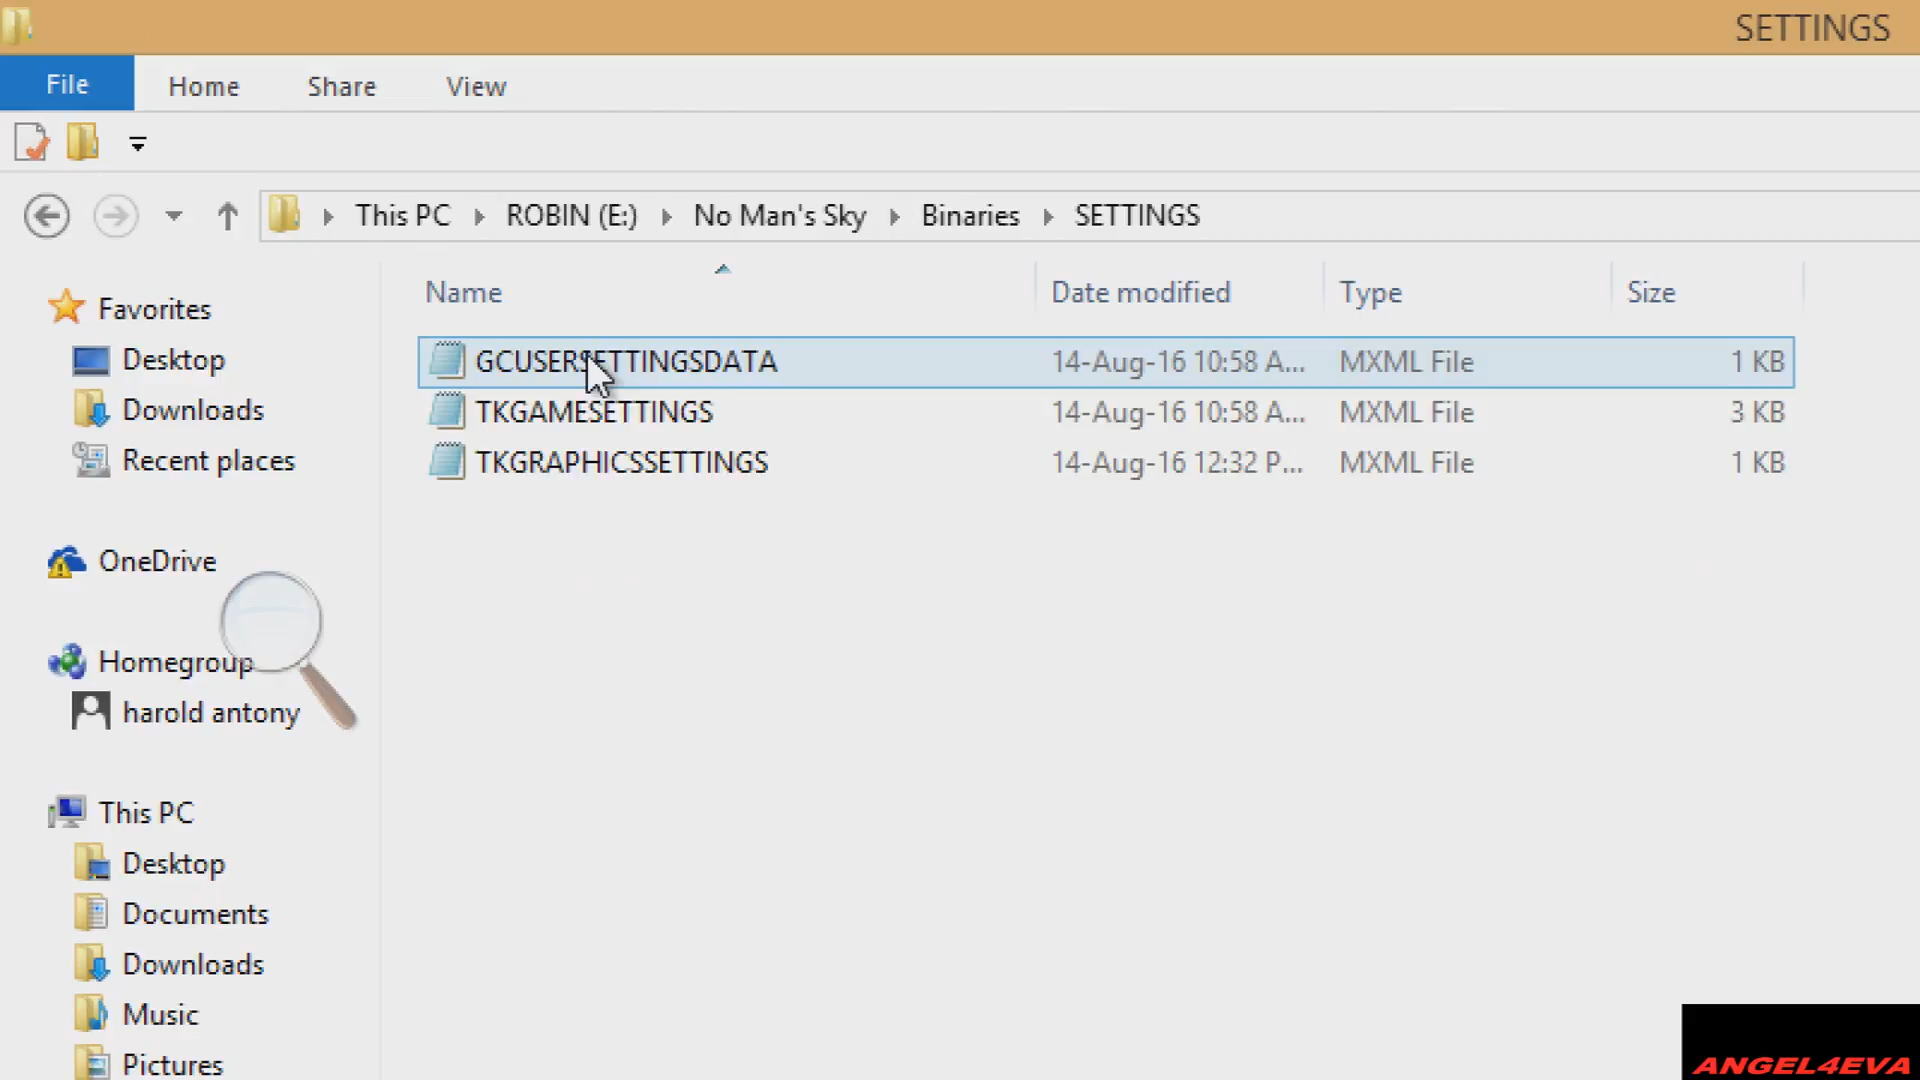 SETTINGS
File Home Share View
This PC ROBIN (E:) No Man's Sky Binaries SETTINGS
Name Date modified Type Size
GCUSERSETTINGSDATA 14-Aug-16 10:58 A... MXML File 1 KB
TKGAMESETTINGS 14-Aug-16 10:58 A... MXML File 3 KB
TKGRAPHICSSETTINGS 14-Aug-16 12:32 P... MXML File 1 KB
Favorites
Desktop
Downloads
Recent places
OneDrive
Homegroup
harold antony
This PC
Desktop
Documents
Downloads
Music
Pictures
ANGEL4EVA